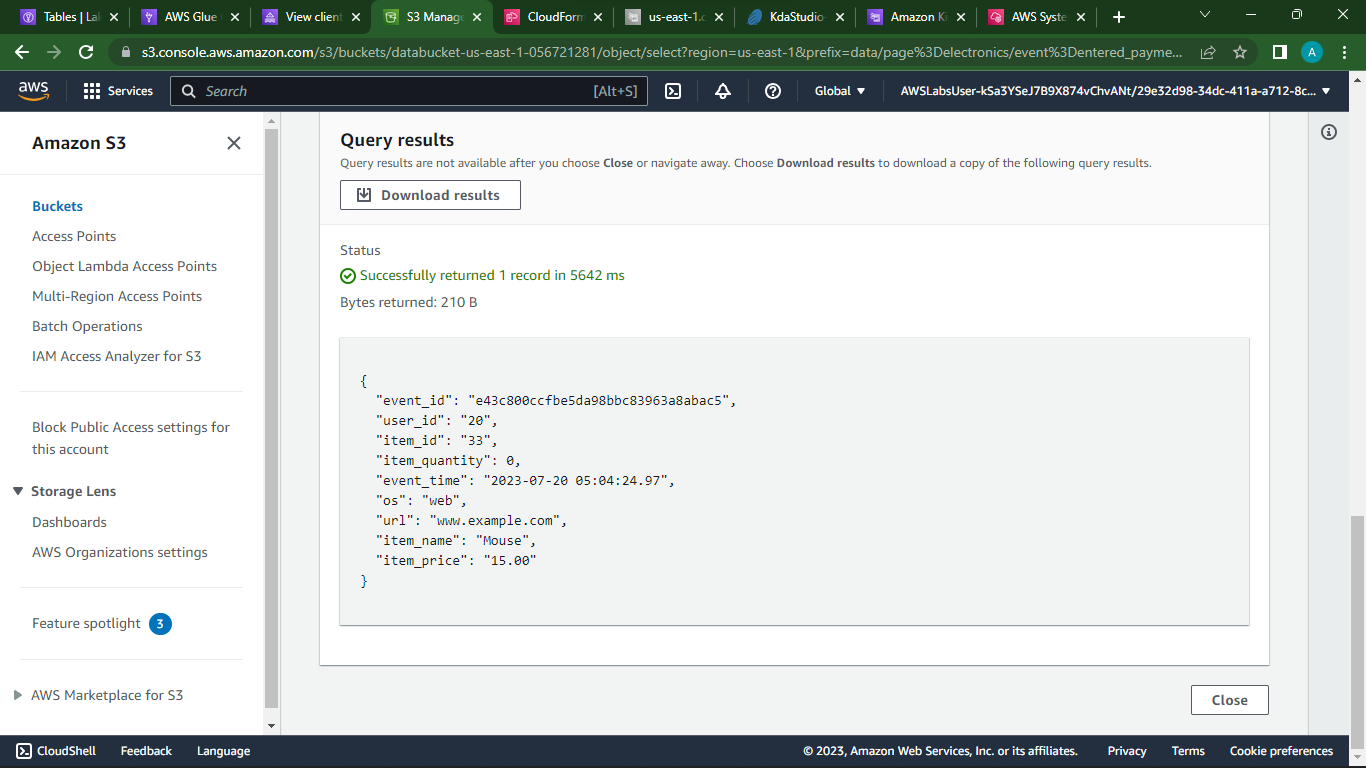 Tables | La
AWS Glue
View client
S3 Manage
CloudForm
us-east-1.c
KdaStudio-
Amazon Ki
AWS Syste
s3.console.aws.amazon.com/s3/buckets/databucket-us-east-1-056721281/object/select?region=us-east-1&prefix=data/page%3Delectronics/event%3Dentered_payme...
A
aws
Services
Search
[Alt+S]
Global
AWSLabsUser-kSa3YSeJ7B9X874vChvANt/29e32d98-34dc-411a-a712-8c...
Amazon S3
Buckets
Access Points
Object Lambda Access Points
Multi-Region Access Points
Batch Operations
IAM Access Analyzer for S3
Block Public Access settings for
this account
Storage Lens
Dashboards
AWS Organizations settings
Feature spotlight 3
AWS Marketplace for S3
Query results
Query results are not available after you choose Close or navigate away. Choose Download results to download a copy of the following query results.
Download results
Status
Successfully returned 1 record in 5642 ms
Bytes returned: 210 B
{
"event_id": "e43c800ccfbe5da98bbc83963a8abac5",
"user_id": "20",
"item_id": "33",
"item_quantity": 0,
"event_time": "2023-07-20 05:04:24.97",
"os": "web",
"url": "www.example.com",
"item_name": "Mouse",
"item_price": "15.00"
}
Close
CloudShell
Feedback
Language
© 2023, Amazon Web Services, Inc. or its affiliates.
Privacy
Terms
Cookie preferences